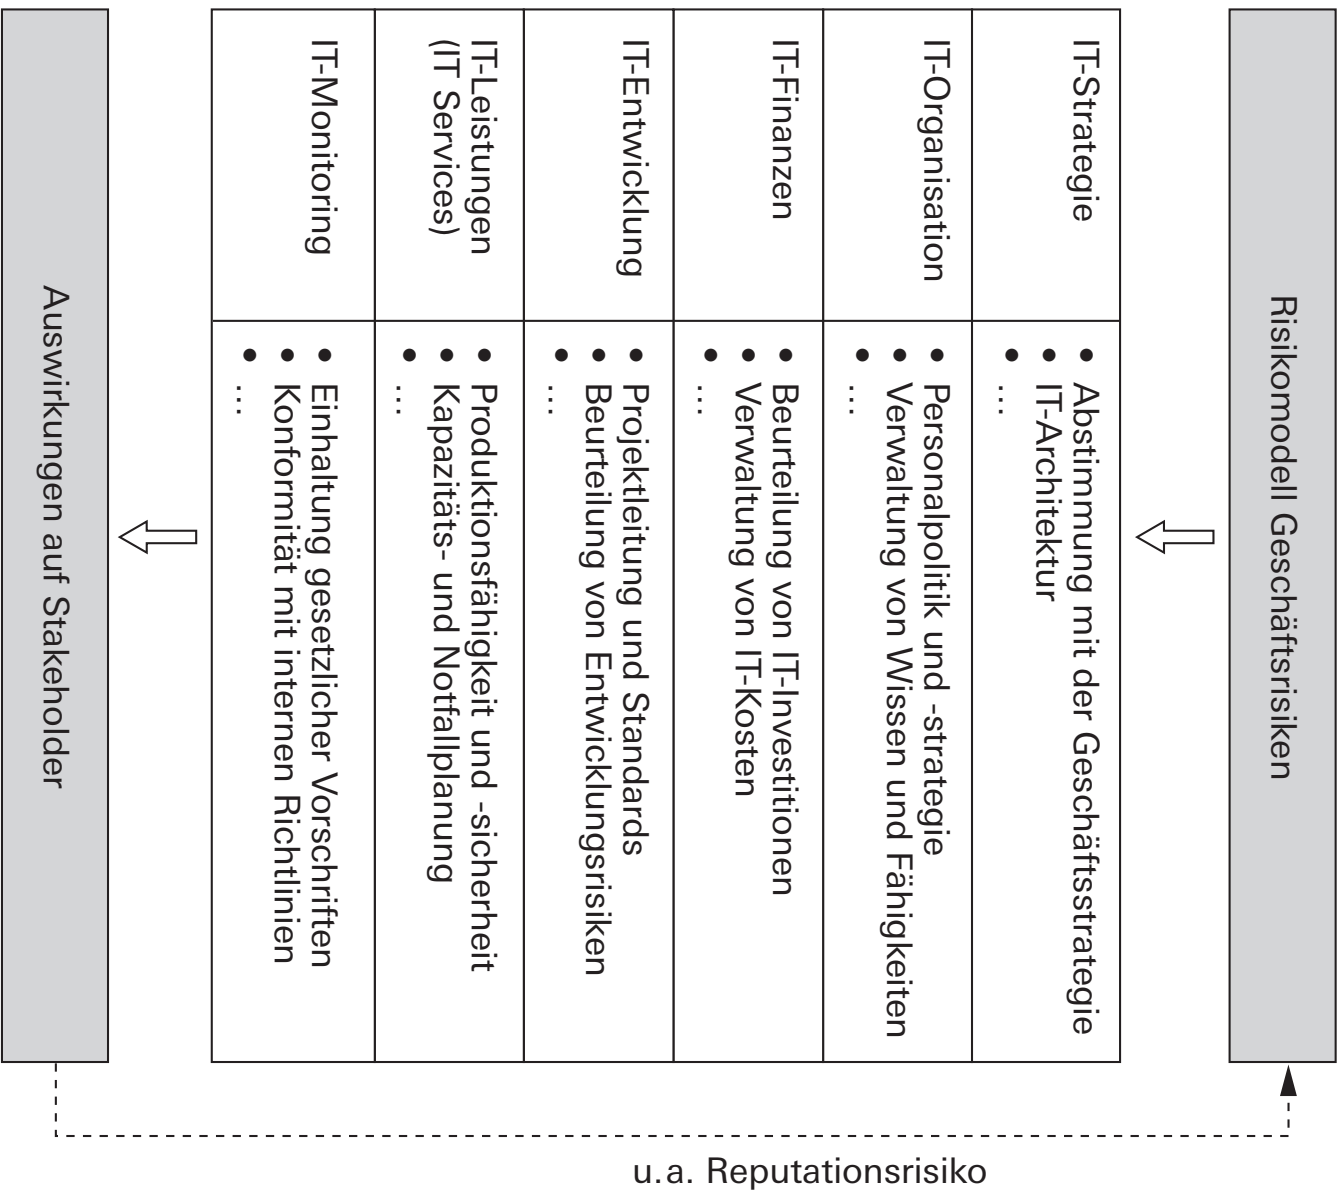 Risikomodell Geschäftsrisiken
IT-Strategie
• Abstimmung mit der Geschäftsstrategie
• IT-Architektur
• ...
IT-Organisation
• Personalpolitik und -strategie
• Verwaltung von Wissen und Fähigkeiten
• ...
IT-Finanzen
• Beurteilung von IT-Investitionen
• Verwaltung von IT-Kosten
• ...
IT-Entwicklung
• Projektleitung und Standards
• Beurteilung von Entwicklungsrisiken
• ...
IT-Leistungen
(IT Services)
• Produktionsfähigkeit und -sicherheit
• Kapazitäts- und Notfallplanung
• ...
IT-Monitoring
• Einhaltung gesetzlicher Vorschriften
• Konformität mit internen Richtlinien
• ...
Auswirkungen auf Stakeholder
u.a. Reputationsrisiko